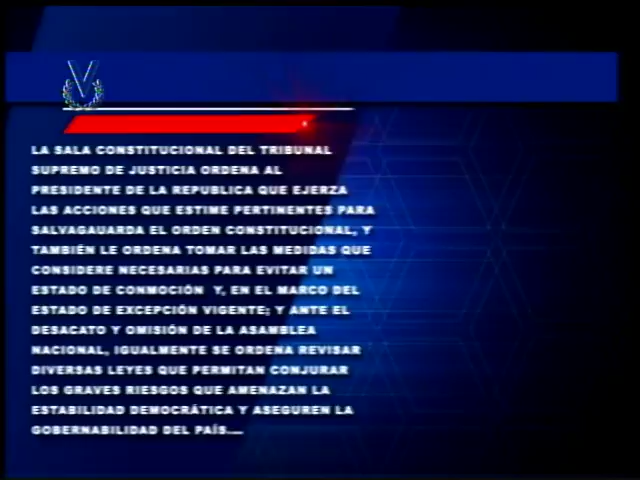 V
LA SALA CONSTITUCIONAL DEL TRIBUNAL
SUPREMO DE JUSTICIA ORDENA AL
PRESIDENTE DE LA REPUBLICA QUE EJERZA
LAS ACCIONES QUE ESTIME PERTINENTES PARA
SALVAGAUARDA EL ORDEN CONSTITUCIONAL, Y
TAMBIÉN LE ORDENA TOMAR LAS MEDIDAS QUE
CONSIDERE NECESARIAS PARA EVITAR UN
ESTADO DE CONMOCIÓN Y, EN EL MARCO DEL
ESTADO DE EXCEPCIÓN VIGENTE; Y ANTE EL
DESACATO Y OMISIÓN DE LA ASAMBLEA
NACIONAL, IGUALMENTE SE ORDENA REVISAR
DIVERSAS LEYES QUE PERMITAN CONJURAR
LOS GRAVES RIESGOS QUE AMENAZAN LA
ESTABILIDAD DEMOCRÁTICA Y ASEGUREN LA
GOBERNABILIDAD DEL PAÍS....